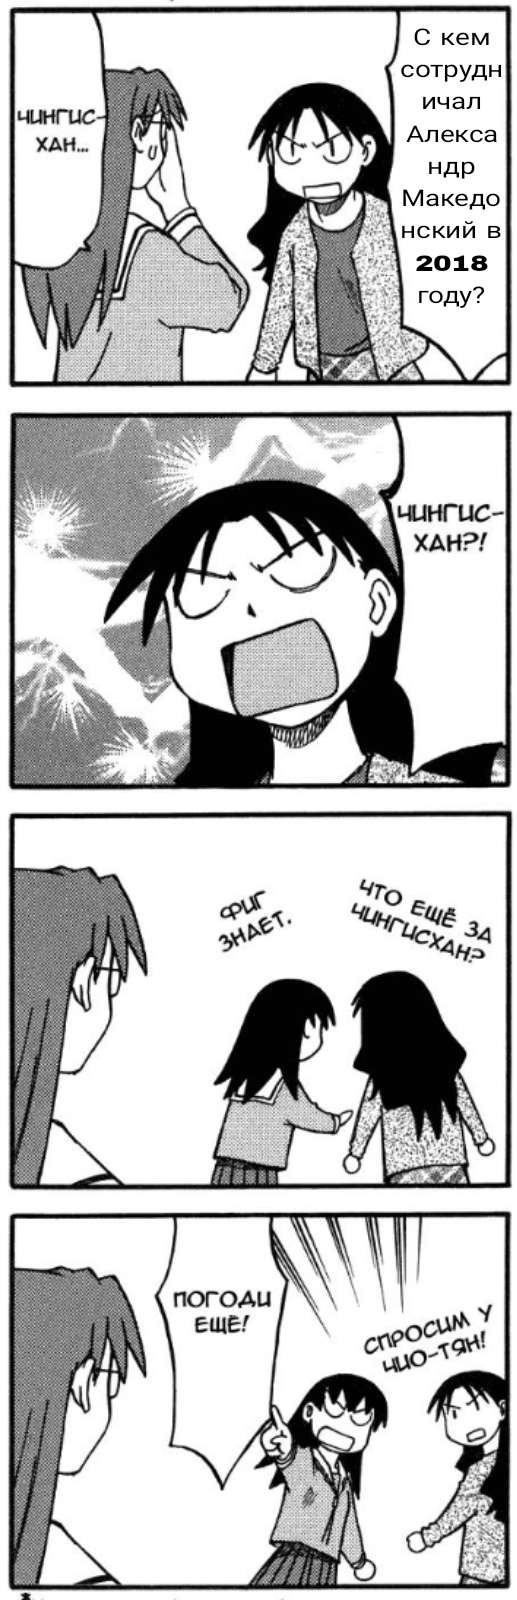 С кем
сотрудн
ичал
Алекса
ндр
Македо
нский в
2018
году?
ЧИНГИС-
ХАН...
ЧИНГИС-
ХАН?!
ЧТО ЕЩЁ ЗА
ЧИНГИСХАН?
ФИГ
ЗНАЕТ.
ПОГОДИ
ЕЩЁ!
СПРОСИМ У
ЧИО-ТЯН!